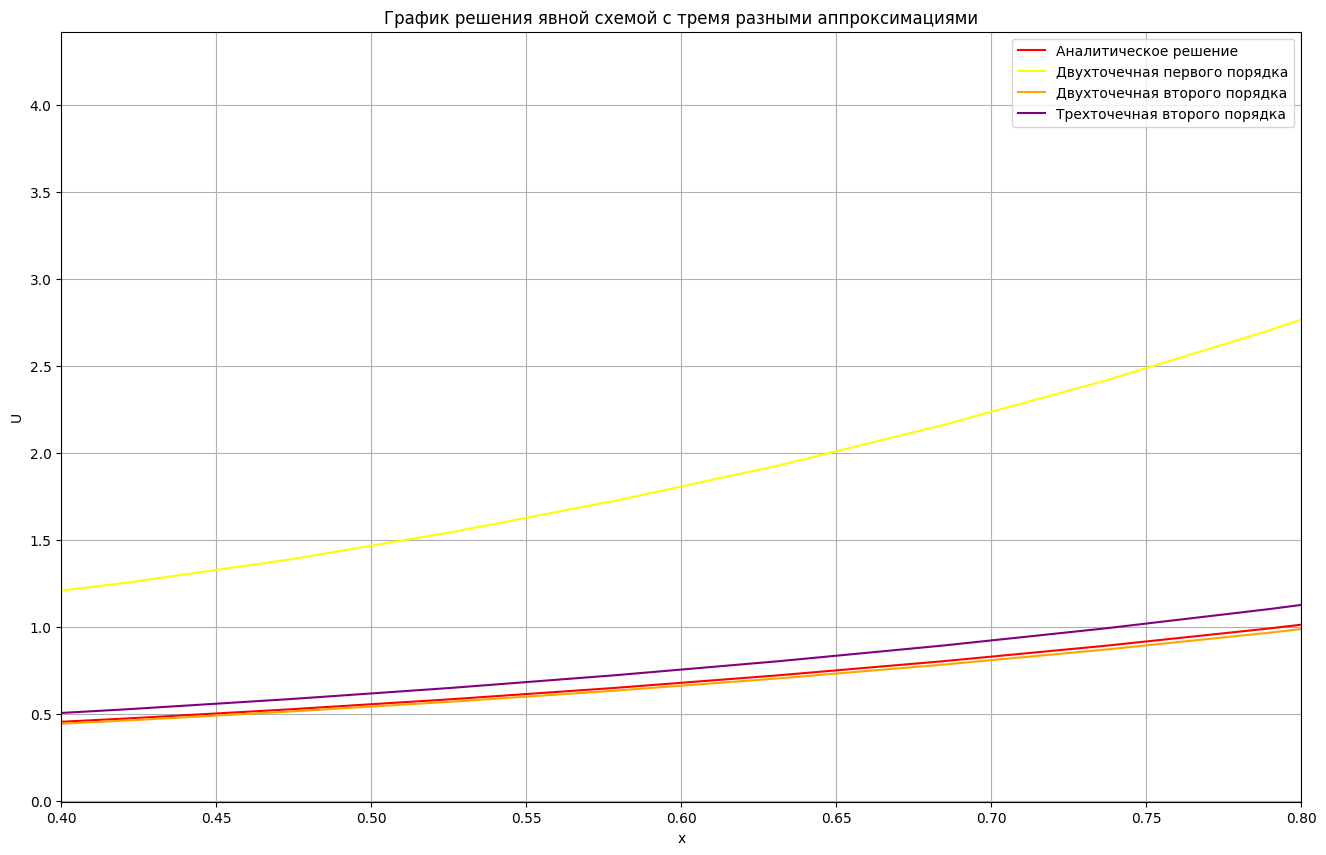 График решения явной схемой с тремя разными аппроксимациями
Аналитическое решение
Двухточечная первого порядка
Двухточечная второго порядка
Трехточечная второго порядка
4.0
3.5
3.0
2.5
2.0
1.5
1.0
0.5
0.0
U
0.40 0.45 0.50 0.55 0.60 0.65 0.70 0.75 0.80
x